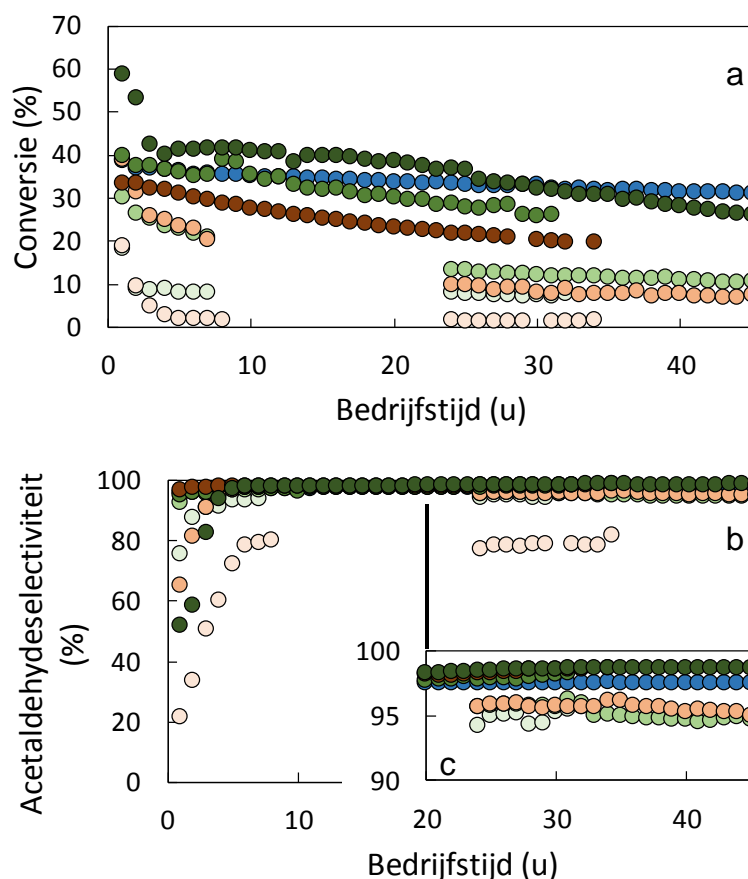 70
60
50
40
30
20
10
0
Conversie (%)
a
0 10 20 30 40
Bedrijfstijd (u)
100
80
60
40
20
0
Acetaldehydeselectiviteit
(%)
b
100
95
90
c
0 10 20 30 40
Bedrijfstijd (u)